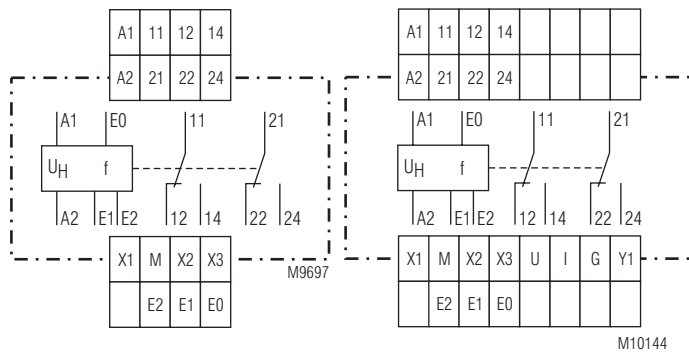 A1 11 12 14
A2 21 22 24
A1 E0 11 21
UH f
A2 E1 E2 12 14 22 24
X1 M X2 X3
M9697
E2 E1 E0
A1 11 12 14
A2 21 22 24
A1 E0 11 21
UH f
A2 E1 E2 12 14 22 24
X1 M X2 X3 U I G Y1
E2 E1 E0
M10144